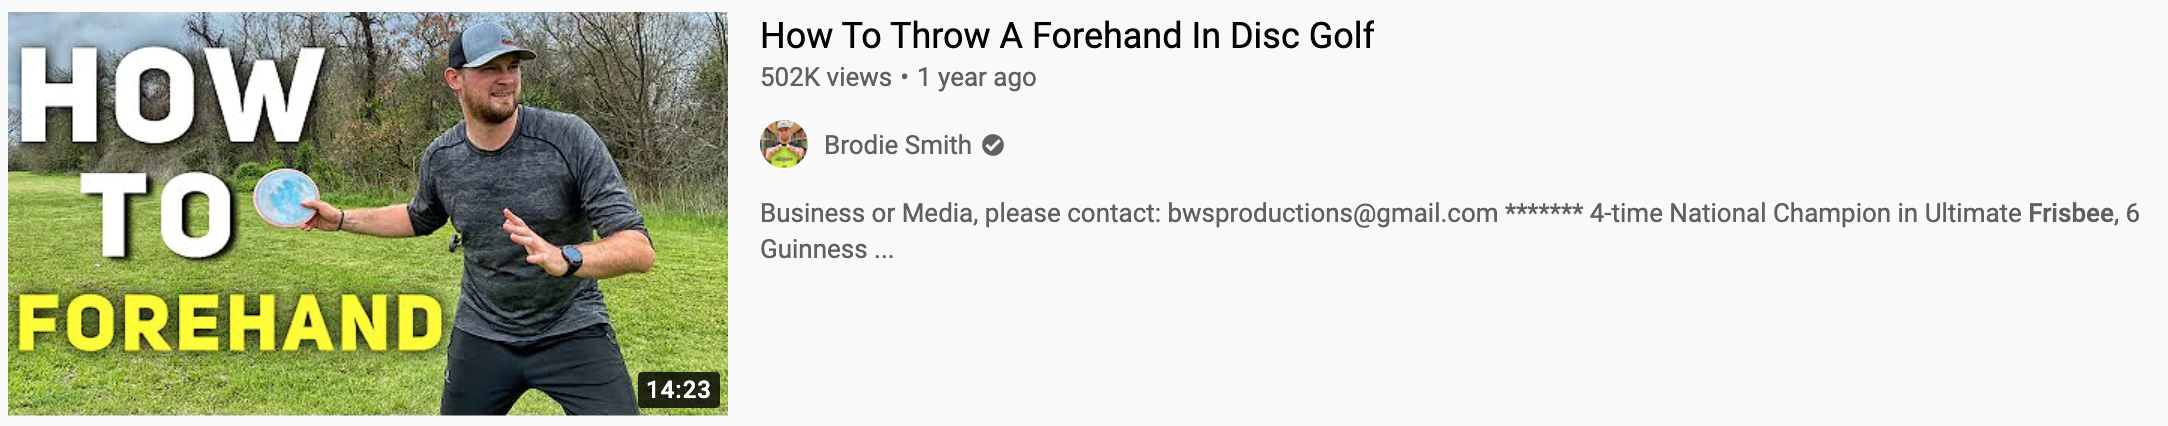 HOW
TO
FOREHAND
14:23
How To Throw A Forehand In Disc Golf
502K views • 1 year ago
Brodie Smith
Business or Media, please contact: bwsproductions@gmail.com ******* 4-time National Champion in Ultimate Frisbee, 6
Guinness ...